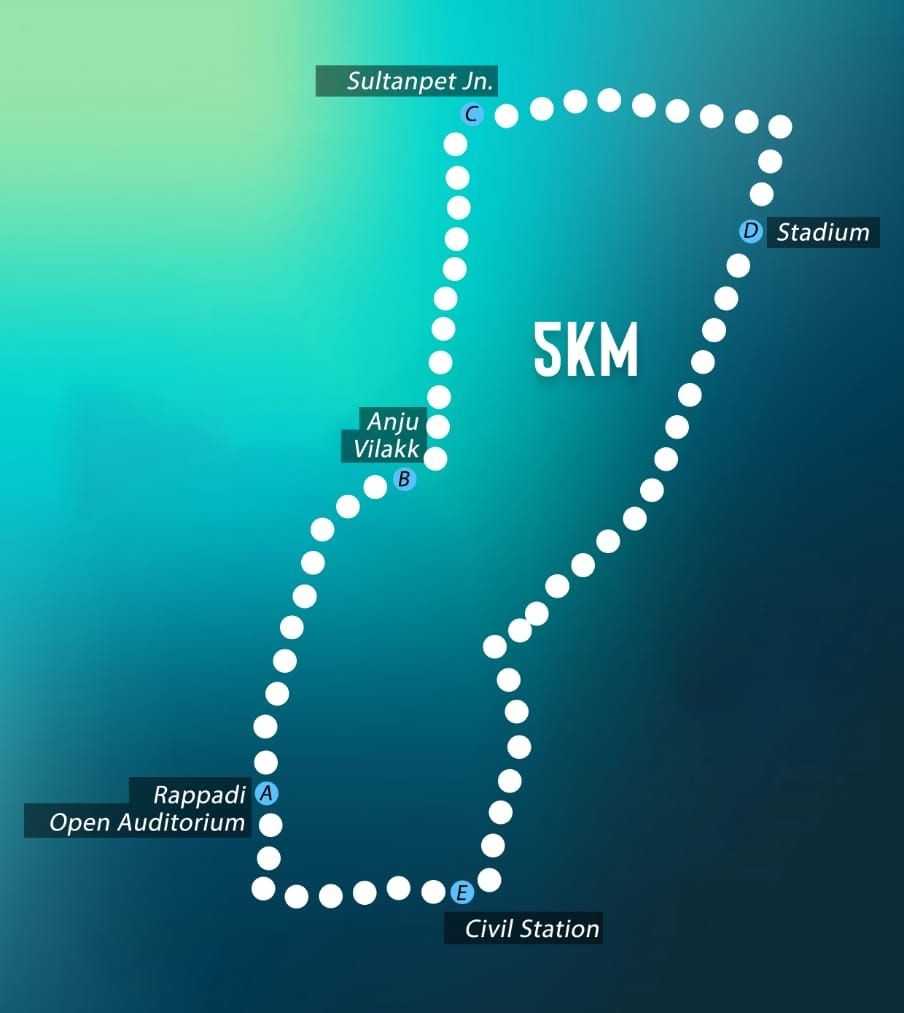 Sultanpet Jn.
C
D Stadium
5KM
Anju
Vilakk
B
Rappadi A
Open Auditorium
E
Civil Station